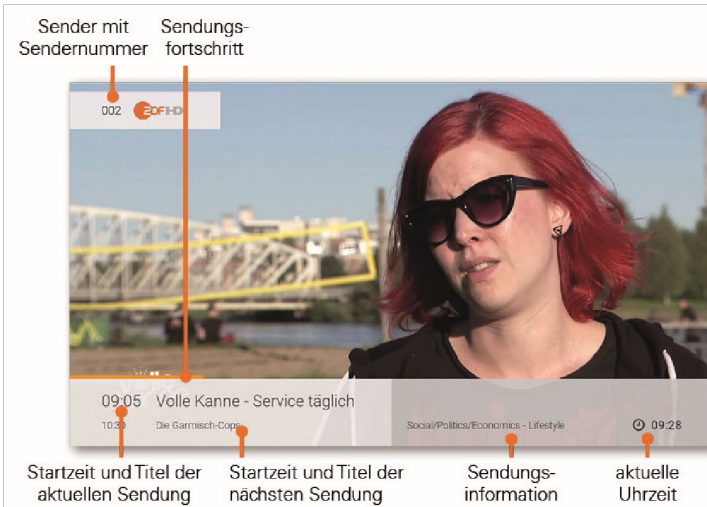 Sender mit
Sendernummer
Sendungs-
fortschritt
002 ZDF HD
09:05 Volle Kanne - Service täglich
10:30 Die Garmisch-Cops
Social/Politics/Economics - Lifestyle
09:28
Startzeit und Titel der
aktuellen Sendung
Startzeit und Titel der
nächsten Sendung
Sendungs-
information
aktuelle
Uhrzeit